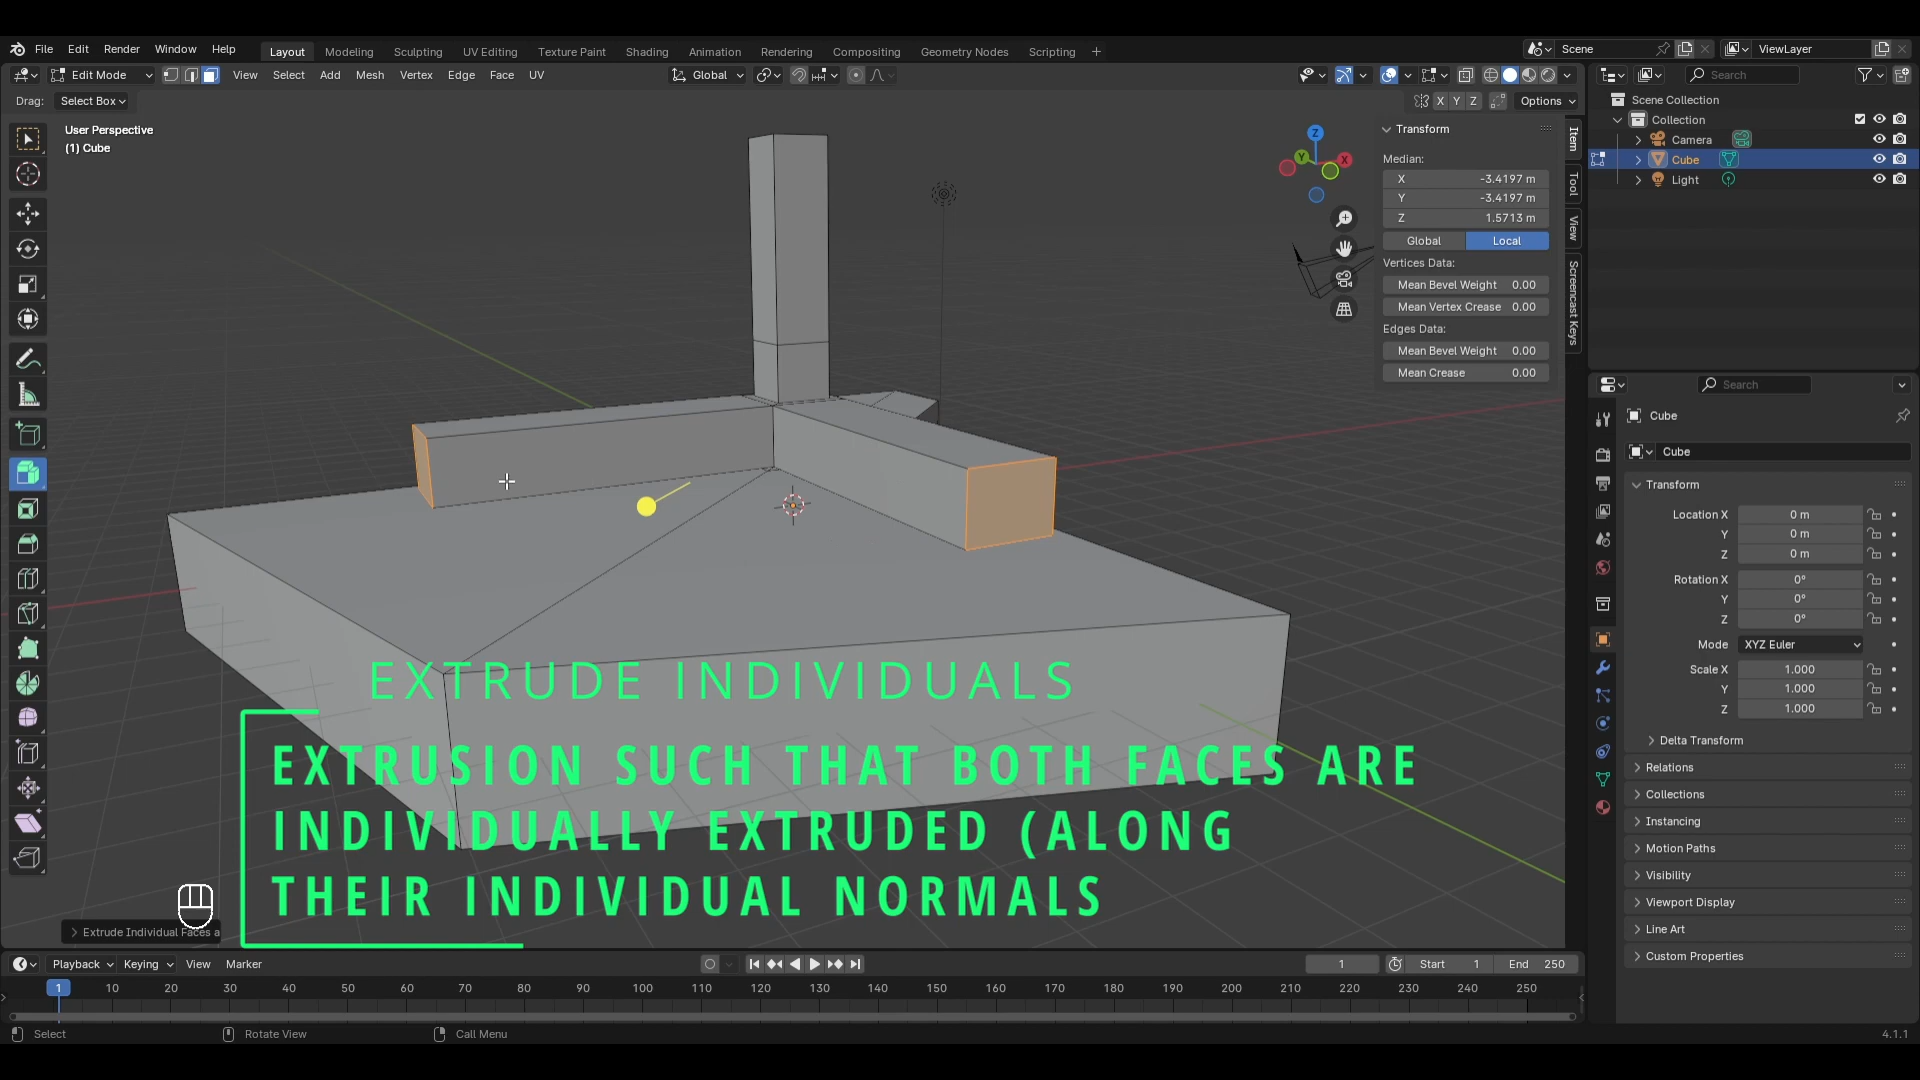 File Edit Render Window Help Layout Modeling Sculpting UV Editing Texture Paint Shading Animation Rendering Compositing Geometry Nodes Scripting + Scene ViewLayer
Edit Mode View Select Add Mesh Vertex Edge Face UV Global Search
Drag: Select Box X Y Z Options
User Perspective
(1) Cube
Z
Y
X
Transform
Median:
X -3.4197 m
Y -3.4197 m
Z 1.5713 m
Global Local
Vertices Data:
Mean Bevel Weight 0.00
Mean Vertex Crease 0.00
Edges Data:
Mean Bevel Weight 0.00
Mean Crease 0.00
Item
Tool
View
Screencast Keys
Scene Collection
Collection
Camera
Cube
Light
Search
Cube
Cube
Transform
Location X 0 m
Y 0 m
Z 0 m
Rotation X 0°
Y 0°
Z 0°
Mode XYZ Euler
Scale X 1.000
Y 1.000
Z 1.000
Delta Transform
Relations
Collections
Instancing
Motion Paths
Visibility
Viewport Display
Line Art
Custom Properties
EXTRUDE INDIVIDUALS
EXTRUSION SUCH THAT BOTH FACES ARE
INDIVIDUALLY EXTRUDED (ALONG
THEIR INDIVIDUAL NORMALS
Extrude Individual Faces a
Playback Keying View Marker 1 Start 1 End 250
1 10 20 30 40 50 60 70 80 90 100 110 120 130 140 150 160 170 180 190 200 210 220 230 240 250
Select Rotate View Call Menu 4.1.1